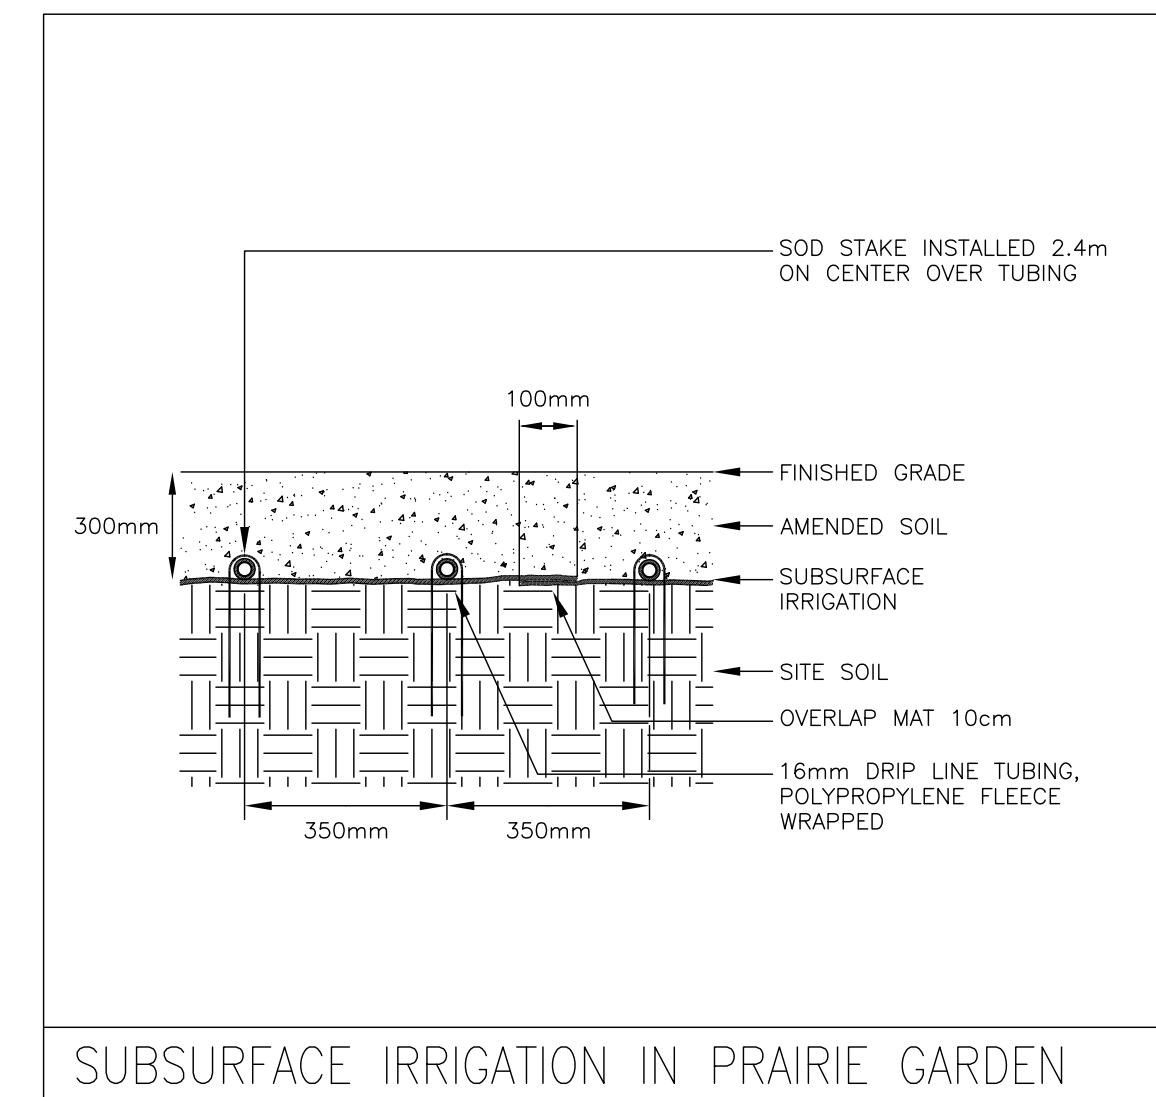 SOD STAKE INSTALLED 2.4m
ON CENTER OVER TUBING
100mm
FINISHED GRADE
300mm
AMENDED SOIL
SUBSURFACE
IRRIGATION
SITE SOIL
OVERLAP MAT 10cm
16mm DRIP LINE TUBING,
POLYPROPYLENE FLEECE
WRAPPED
350mm
350mm
SUBSURFACE IRRIGATION IN PRAIRIE GARDEN